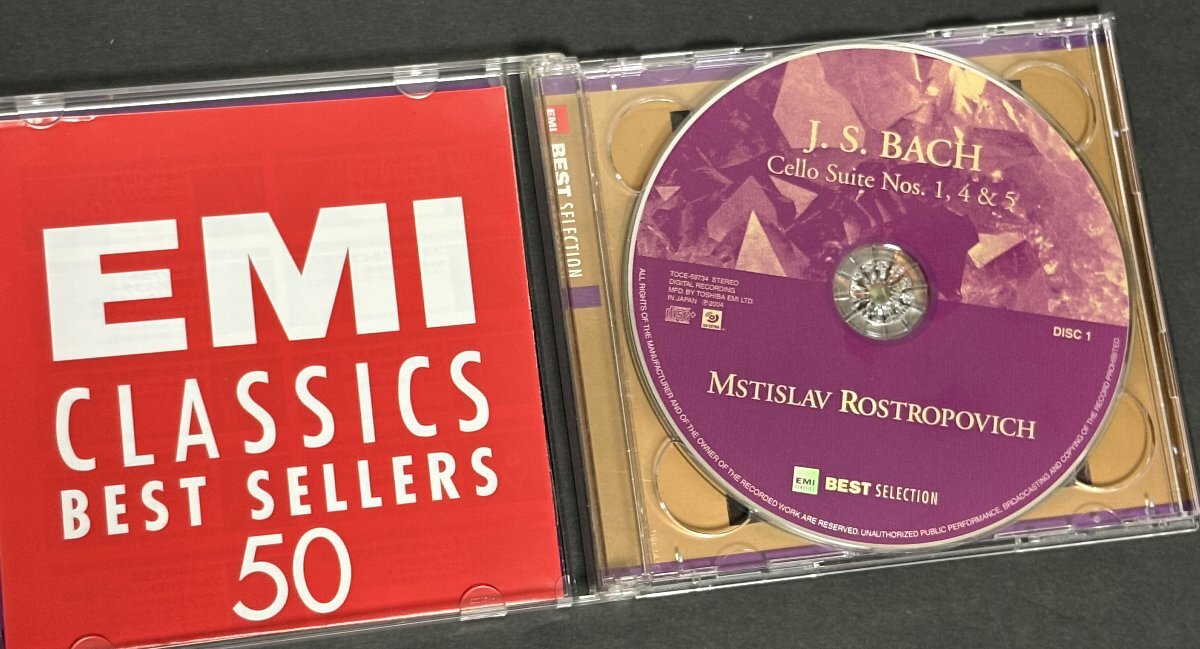 EMI
CLASSICS
BEST SELLERS
50
EMI BEST SELECTION
J. S. BACH
Cello Suite Nos. 1, 4 & 5
TOCE-59734 STEREO
DIGITAL RECORDING
MFD. BY TOSHIBA EMI LTD.
IN JAPAN ℗2004
DISC 1
MSTISLAV ROSTROPOVICH
EMI
CLASSICS
BEST SELECTION
ALL RIGHTS OF THE MANUFACTURER AND OF THE OWNER OF THE RECORDED WORK ARE RESERVED. UNAUTHORIZED PUBLIC PERFORMANCE, BROADCASTING AND COPYING OF THE RECORD PROHIBITED